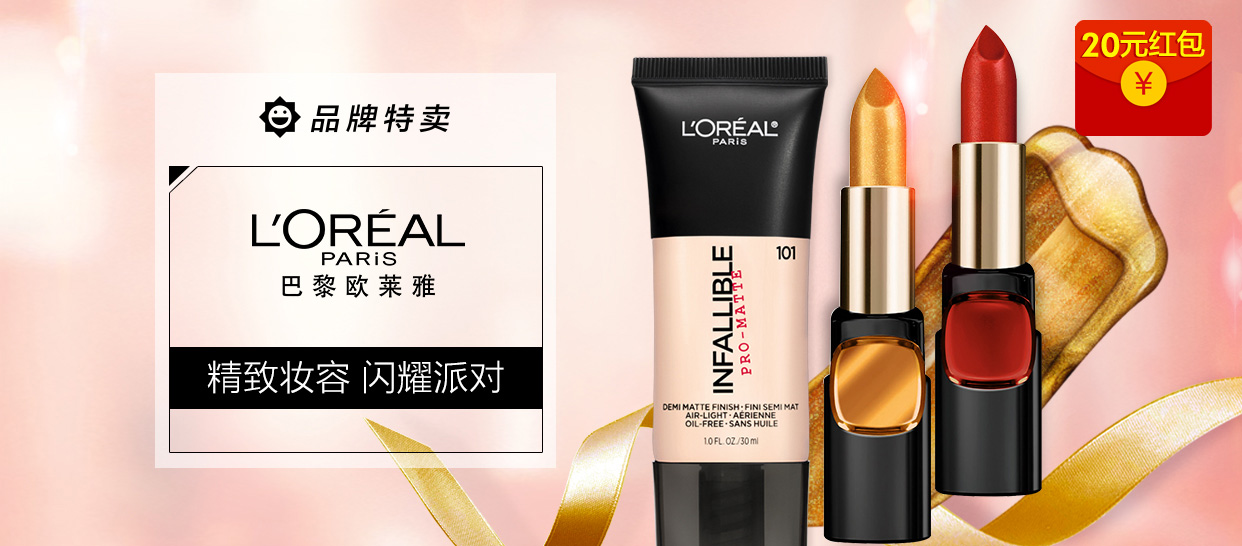 品牌特卖
L'ORÉAL
PARiS
巴黎欧莱雅
精致妆容 闪耀派对
L'ORÉAL®
PARiS
101
INFALLIBLE
PRO-MATTE
DEMI MATTE FINISH • FINI SEMI MAT
AIR-LIGHT • AÉRIENNE
OIL-FREE • SANS HUILE
1.0 FL. OZ./30 ml
20元红包
¥